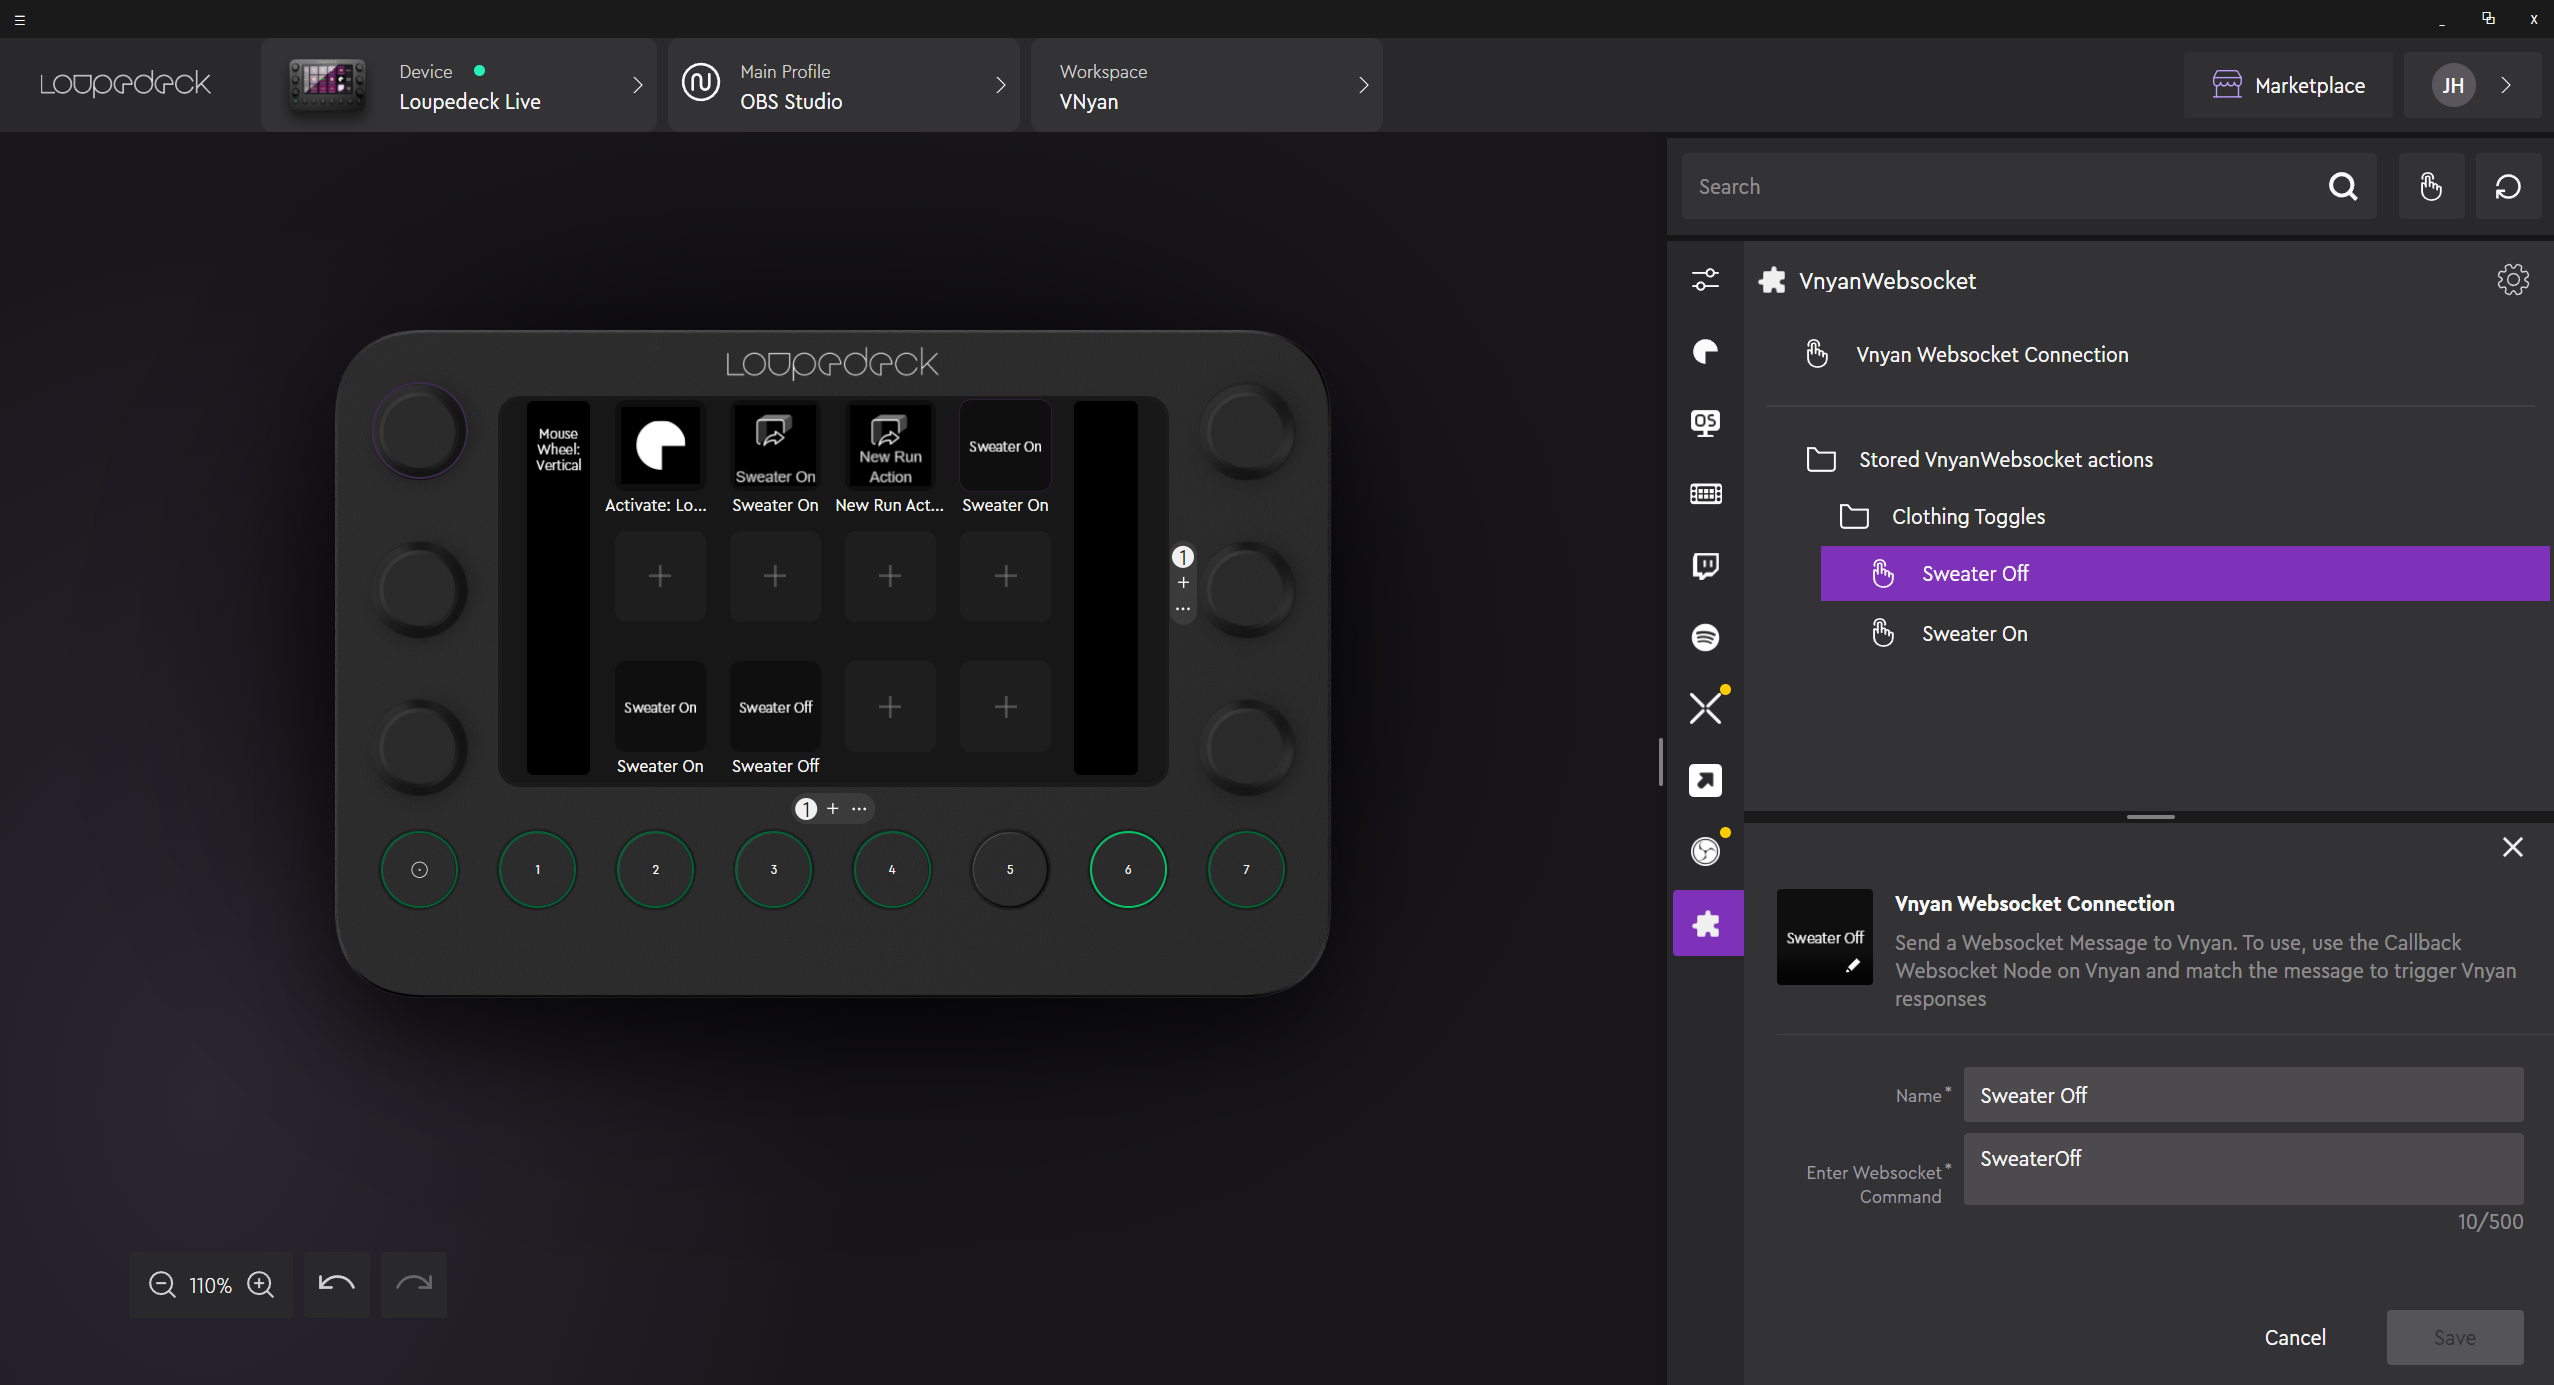 Loupedeck
Device
Loupedeck Live
Main Profile
OBS Studio
Workspace
VNyan
Marketplace
JH
Search
VnyanWebsocket
Vnyan Websocket Connection
Stored VnyanWebsocket actions
Clothing Toggles
Sweater Off
Sweater On
Loupedeck
Mouse
Wheel:
Vertical
Sweater On
New Run
Action
Sweater On
Activate: Lo...
Sweater On
New Run Act...
Sweater On
1
Sweater On
Sweater Off
Sweater On
Sweater Off
1
1
2
3
4
5
6
7
110%
Sweater Off
Vnyan Websocket Connection
Send a Websocket Message to Vnyan. To use, use the Callback
Websocket Node on Vnyan and match the message to trigger Vnyan
responses
Name*
Sweater Off
Enter Websocket*
Command
SweaterOff
10/500
Cancel
Save